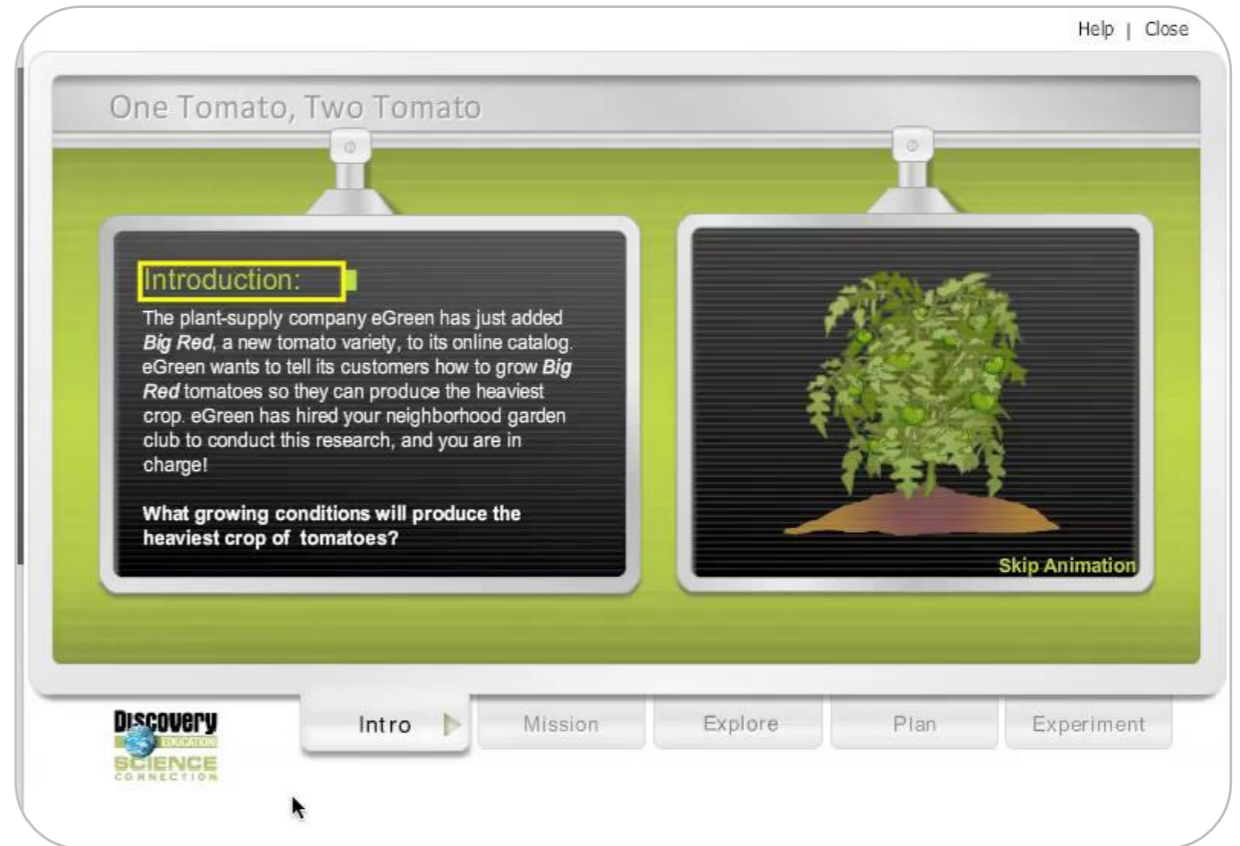 Help | Close
One Tomato, Two Tomato
Introduction:
The plant-supply company eGreen has just added
Big Red, a new tomato variety, to its online catalog.
eGreen wants to tell its customers how to grow Big
Red tomatoes so they can produce the heaviest
crop. eGreen has hired your neighborhood garden
club to conduct this research, and you are in
charge!
What growing conditions will produce the
heaviest crop of tomatoes?
Skip Animation
Intro
Mission
Explore
Plan
Experiment
Discovery
EDUCATION
SCIENCE
CONNECTION